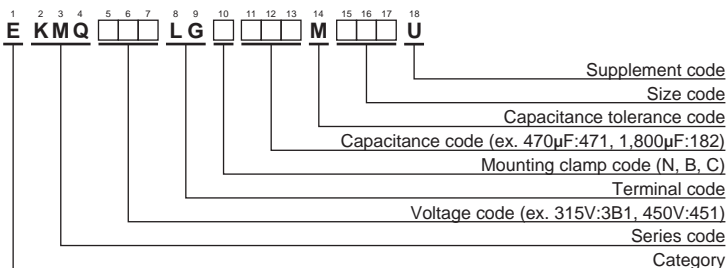 1 2 3 4 5 6 7 8 9 10 11 12 13 14 15 16 17 18
E KMQ □□□ LG □ □□□ M □□□ U
Supplement code
Size code
Capacitance tolerance code
Capacitance code (ex. 470µF:471, 1,800µF:182)
Mounting clamp code (N, B, C)
Terminal code
Voltage code (ex. 315V:3B1, 450V:451)
Series code
Category